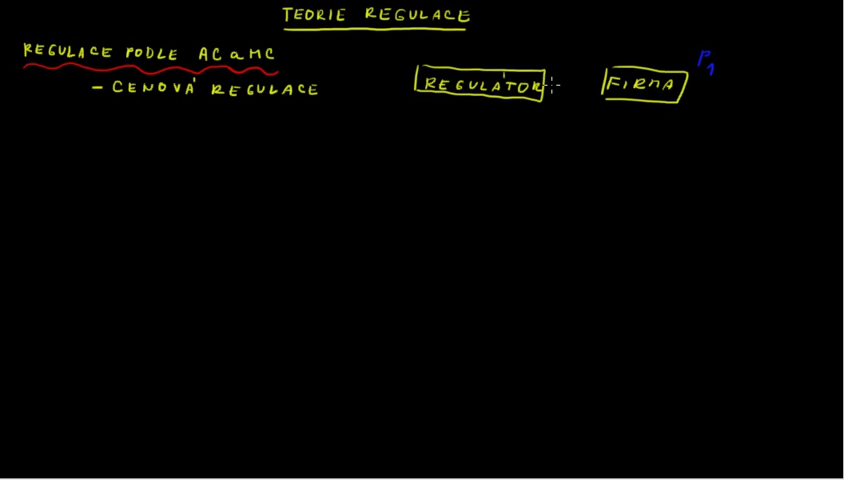 TEORIE REGULACE
REGULACE PODLE AC a MC
- CENOVÁ REGULACE
REGULÁTOR
FIRMA
P1